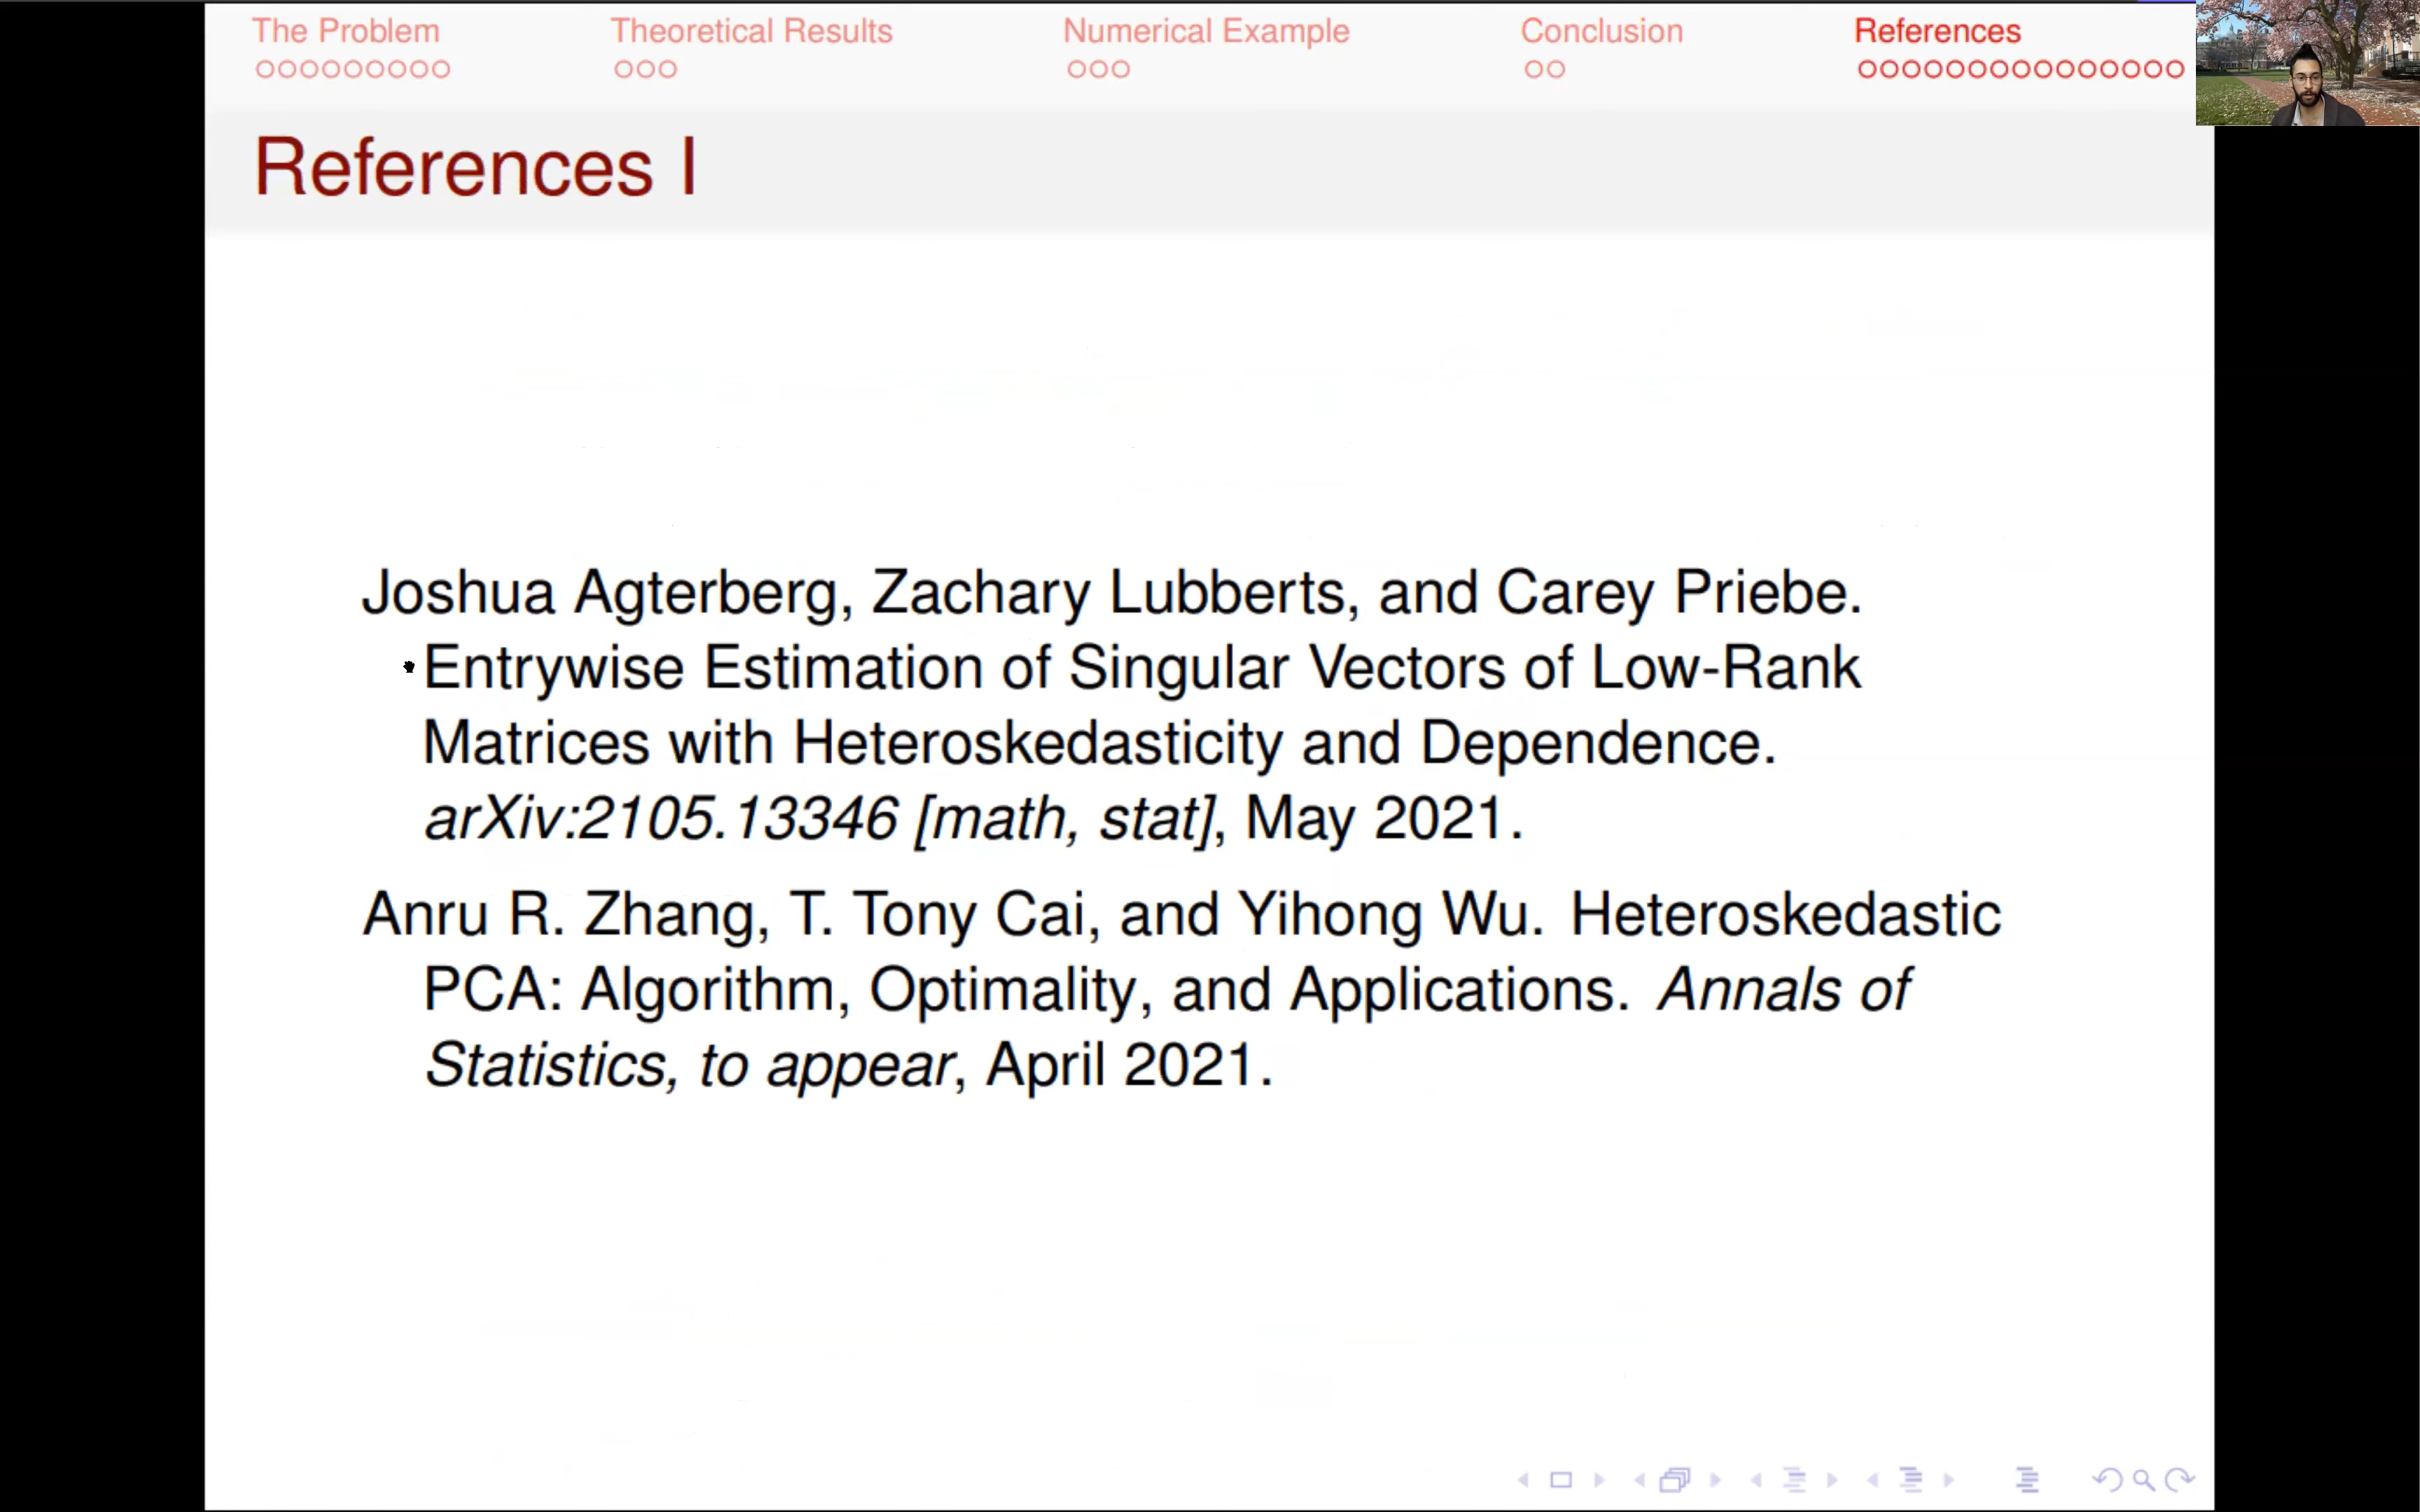 The Problem
Theoretical Results
Numerical Example
Conclusion
References
References I
Joshua Agterberg, Zachary Lubberts, and Carey Priebe.
Entrywise Estimation of Singular Vectors of Low-Rank
Matrices with Heteroskedasticity and Dependence.
arXiv:2105.13346 [math, stat], May 2021.
Anru R. Zhang, T. Tony Cai, and Yihong Wu. Heteroskedastic
PCA: Algorithm, Optimality, and Applications. Annals of
Statistics, to appear, April 2021.